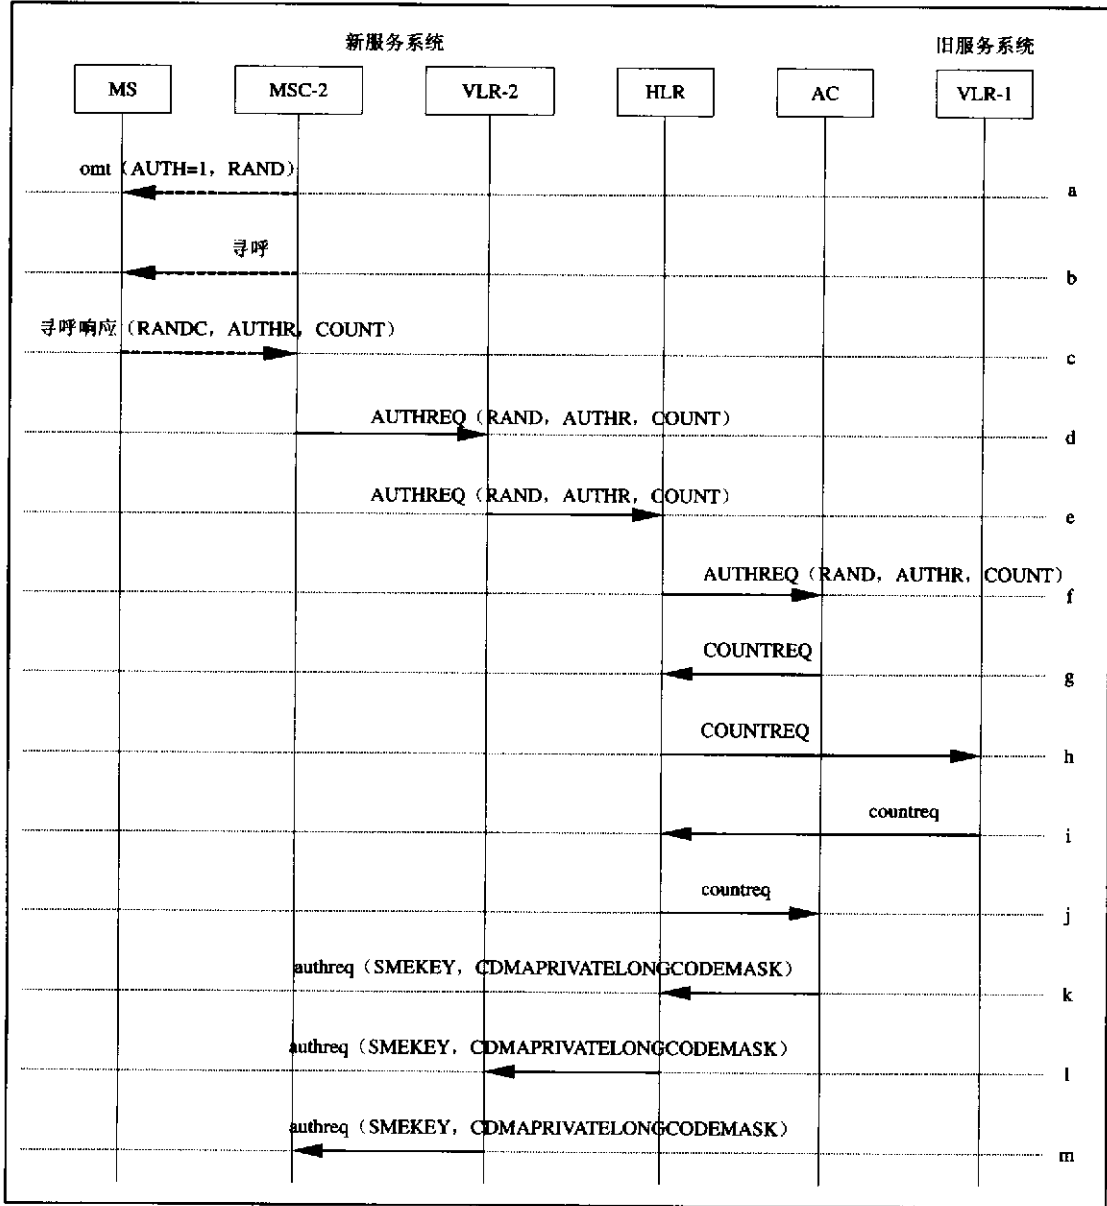 新服务系统 旧服务系统
MS MSC-2 VLR-2 HLR AC VLR-1
omt（AUTH=1，RAND）
a
寻呼
b
寻呼响应（RANDC，AUTHR，COUNT）
c
AUTHREQ（RAND，AUTHR，COUNT）
d
AUTHREQ（RAND，AUTHR，COUNT）
e
AUTHREQ（RAND，AUTHR，COUNT）
f
COUNTREQ
g
COUNTREQ
h
countreq
i
countreq
j
authreq（SMEKEY，CDMAPRIVATELONGCODEMASK）
k
authreq（SMEKEY，CDMAPRIVATELONGCODEMASK）
l
authreq（SMEKEY，CDMAPRIVATELONGCODEMASK）
m